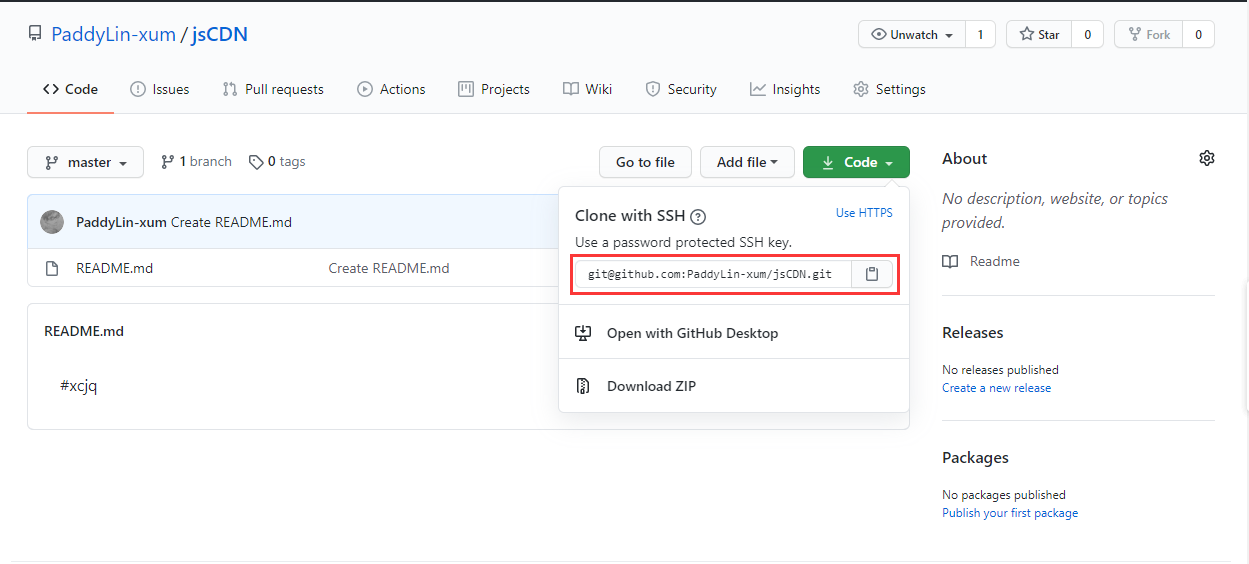 PaddyLin-xum / jsCDN
Unwatch 1 Star 0 Fork 0
Code Issues Pull requests Actions Projects Wiki Security Insights Settings
master 1 branch 0 tags
Go to file Add file Code
PaddyLin-xum Create README.md
README.md Create README.md
README.md
#xcjq
Clone with SSH ? Use HTTPS
Use a password protected SSH key.
git@github.com:PaddyLin-xum/jsCDN.git
Open with GitHub Desktop
Download ZIP
About
No description, website, or topics
provided.
Readme
Releases
No releases published
Create a new release
Packages
No packages published
Publish your first package